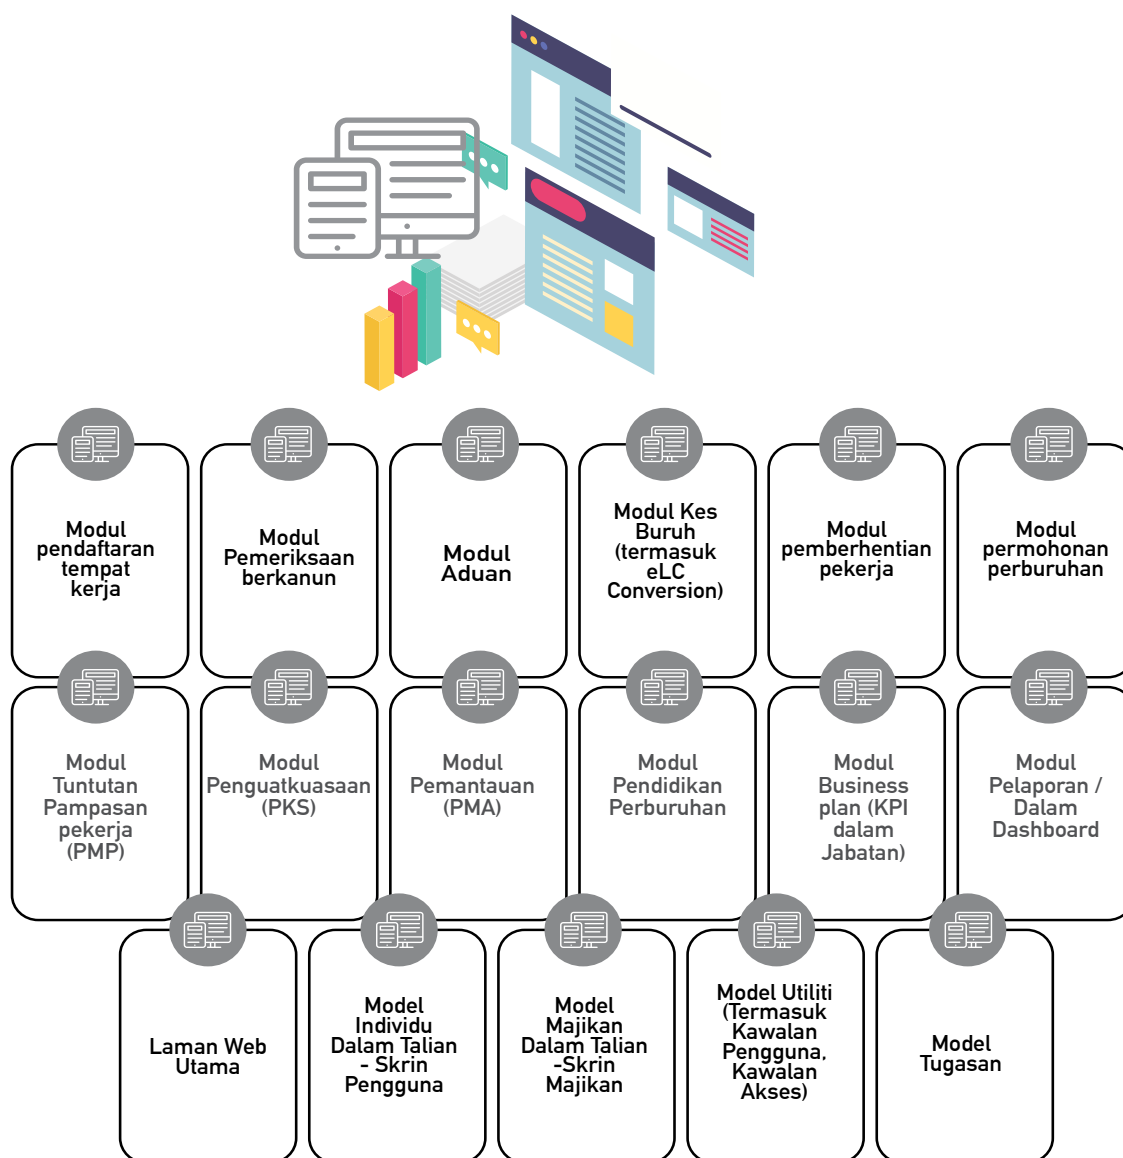 Modul
pendaftaran
tempat
kerja
Modul
Pemeriksaan
berkanun
Modul
Aduan
Modul Kes
Buruh
(termasuk
eLC
Conversion)
Modul
pemberhentian
pekerja
Modul
permohonan
perburuhan
Modul
Tuntutan
Pampasan
pekerja
(PMP)
Modul
Penguatkuasaan
(PKS)
Modul
Pemantauan
(PMA)
Modul
Pendidikan
Perburuhan
Modul
Business
plan (KPI
dalam
Jabatan)
Modul
Pelaporan /
Dalam
Dashboard
Laman Web
Utama
Model
Individu
Dalam Talian
- Skrin
Pengguna
Model
Majikan
Dalam Talian
-Skrin
Majikan
Model Utiliti
(Termasuk
Kawalan
Pengguna,
Kawalan
Akses)
Model
Tugasan